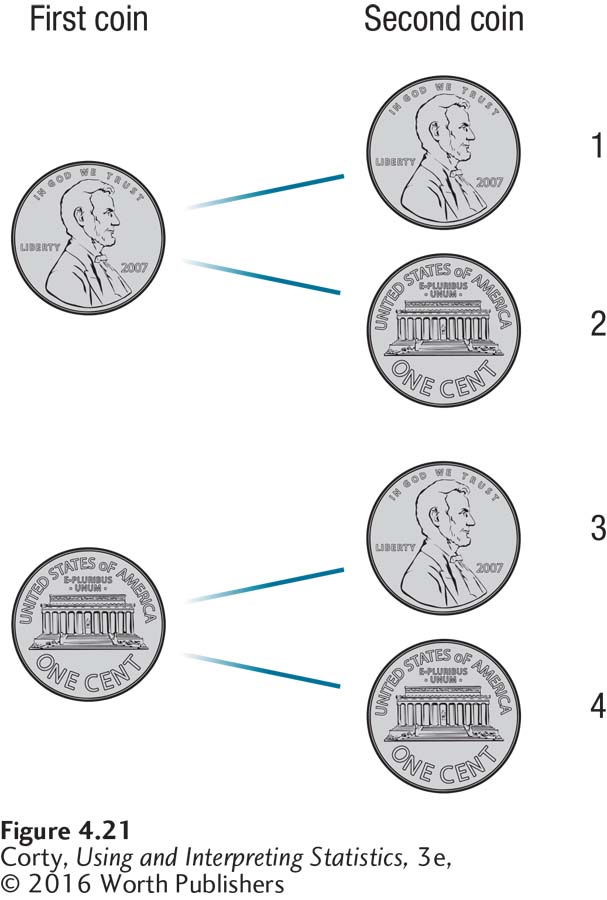 First coin
Second coin
IN GOD WE TRUST
LIBERTY
2007
1
IN GOD WE TRUST
LIBERTY
2007
UNITED STATES OF AMERICA
E-PLURIBUS
· UNUM ·
ONE CENT
2
IN GOD WE TRUST
LIBERTY
2007
3
UNITED STATES OF AMERICA
E-PLURIBUS
· UNUM ·
ONE CENT
UNITED STATES OF AMERICA
E-PLURIBUS
· UNUM ·
ONE CENT
4
Figure 4.21
Corty, Using and Interpreting Statistics, 3e,
© 2016 Worth Publishers